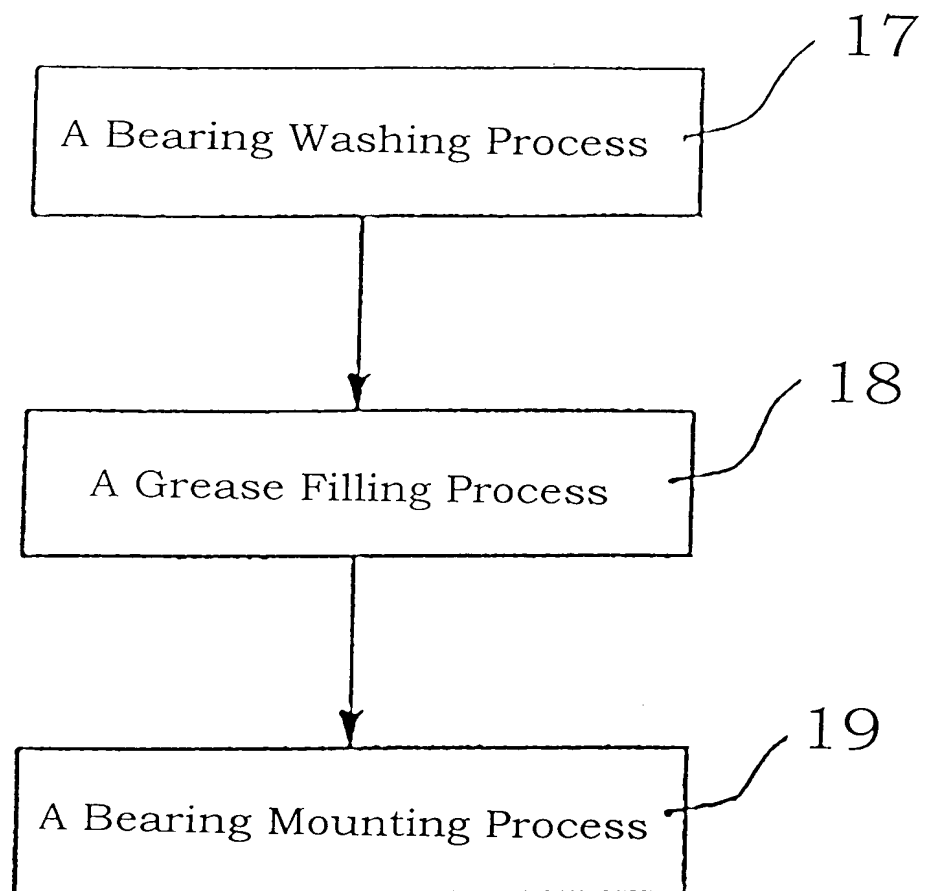 17
A Bearing Washing Process
18
A Grease Filling Process
19
A Bearing Mounting Process